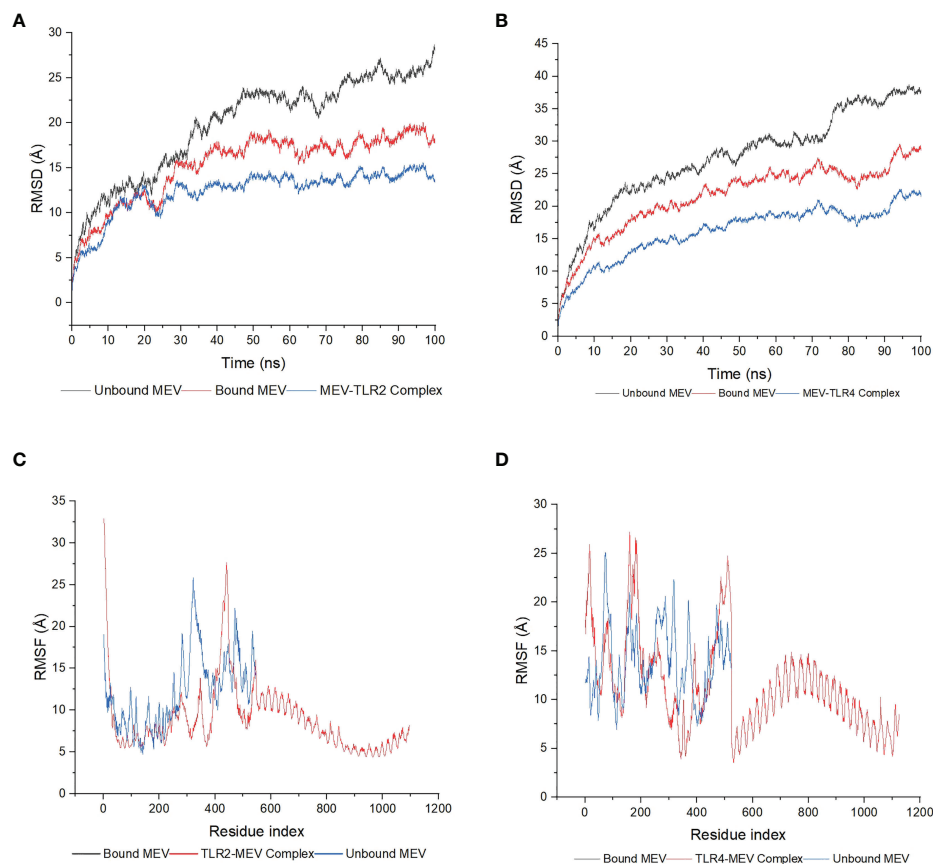 A
30
25
20
15
10
5
0
RMSD (Å)
0 10 20 30 40 50 60 70 80 90 100
Time (ns)
Unbound MEV Bound MEV MEV-TLR2 Complex
B
45
40
35
30
25
20
15
10
5
0
RMSD (Å)
0 10 20 30 40 50 60 70 80 90 100
Time (ns)
Unbound MEV Bound MEV MEV-TLR4 Complex
C
35
30
25
20
15
10
5
0
RMSF (Å)
0 200 400 600 800 1000 1200
Residue index
Bound MEV TLR2-MEV Complex Unbound MEV
D
30
25
20
15
10
5
0
RMSF (Å)
0 200 400 600 800 1000 1200
Residue index
Bound MEV TLR4-MEV Complex Unbound MEV